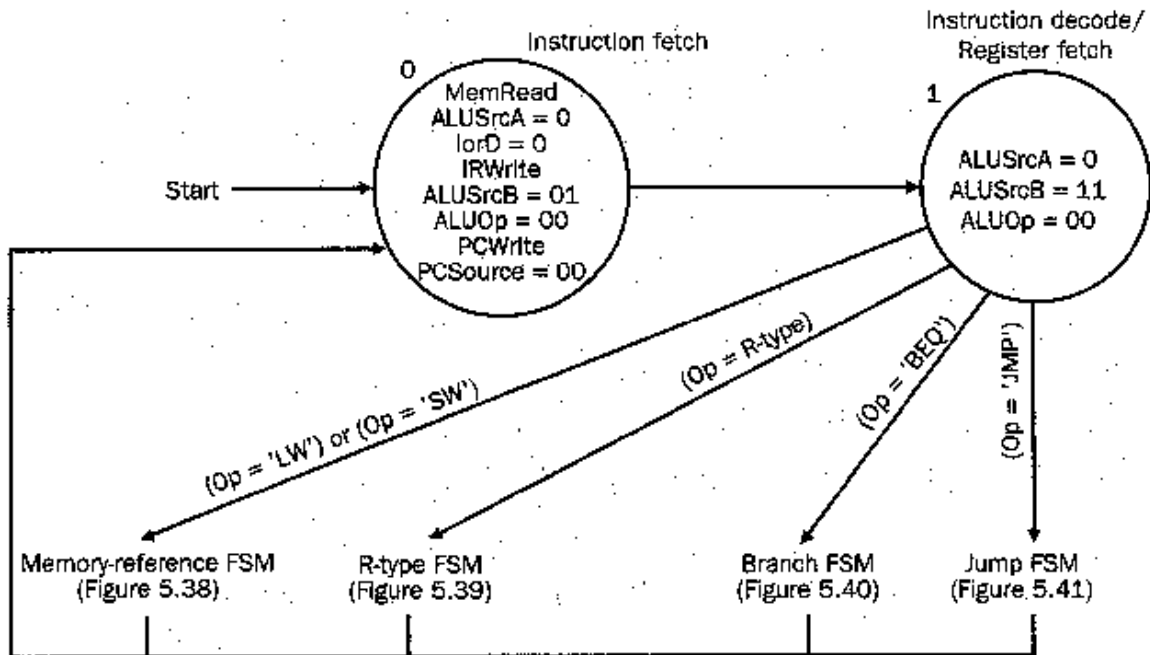 Instruction fetch
Instruction decode/
Register fetch
0
MemRead
ALUSrcA = 0
IorD = 0
IRWrite
ALUSrcB = 01
ALUOp = 00
PCWrite
PCSource = 00
1
ALUSrcA = 0
ALUSrcB = 11
ALUOp = 00
Start
(Op = 'LW') or (Op = 'SW')
(Op = R-type)
(Op = 'BEQ')
(Op = 'JMP')
Memory-reference FSM
(Figure 5.38)
R-type FSM
(Figure 5.39)
Branch FSM
(Figure 5.40)
Jump FSM
(Figure 5.41)